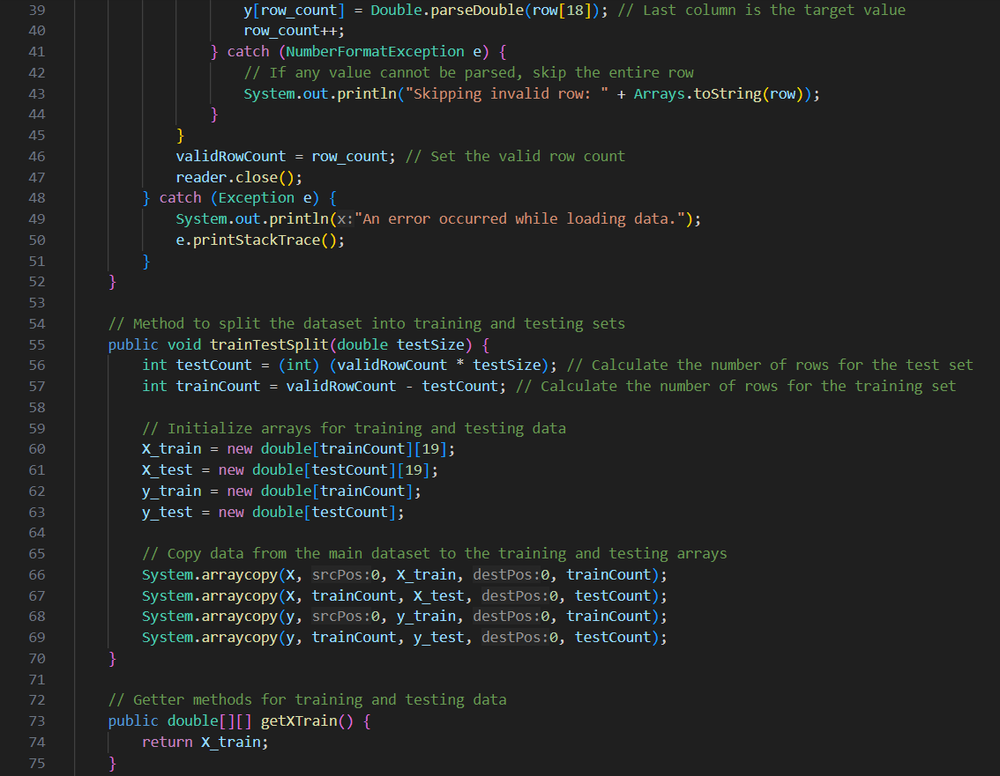 39 y[row_count] = Double.parseDouble(row[18]); // Last column is the target value
40 row_count++;
41 } catch (NumberFormatException e) {
42 // If any value cannot be parsed, skip the entire row
43 System.out.println("Skipping invalid row: " + Arrays.toString(row));
44 }
45 }
46 validRowCount = row_count; // Set the valid row count
47 reader.close();
48 } catch (Exception e) {
49 System.out.println(x:"An error occurred while loading data.");
50 e.printStackTrace();
51 }
52 }
53
54 // Method to split the dataset into training and testing sets
55 public void trainTestSplit(double testSize) {
56 int testCount = (int) (validRowCount * testSize); // Calculate the number of rows for the test set
57 int trainCount = validRowCount - testCount; // Calculate the number of rows for the training set
58
59 // Initialize arrays for training and testing data
60 X_train = new double[trainCount][19];
61 X_test = new double[testCount][19];
62 y_train = new double[trainCount];
63 y_test = new double[testCount];
64
65 // Copy data from the main dataset to the training and testing arrays
66 System.arraycopy(X, srcPos:0, X_train, destPos:0, trainCount);
67 System.arraycopy(X, trainCount, X_test, destPos:0, testCount);
68 System.arraycopy(y, srcPos:0, y_train, destPos:0, trainCount);
69 System.arraycopy(y, trainCount, y_test, destPos:0, testCount);
70 }
71
72 // Getter methods for training and testing data
73 public double[][] getXTrain() {
74 return X_train;
75 }